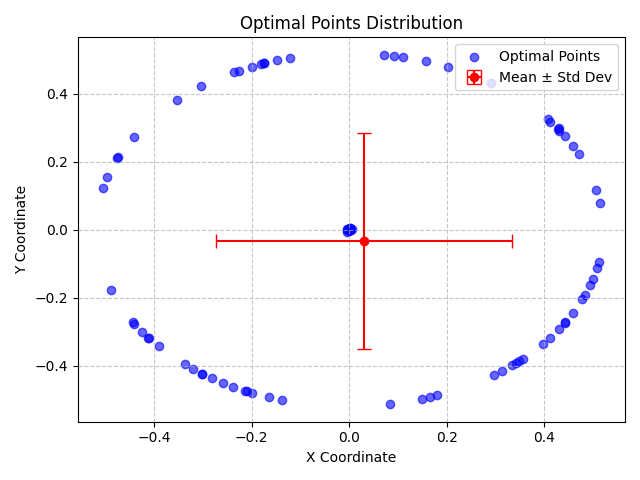 Optimal Points Distribution
Optimal Points
Mean ± Std Dev
Y Coordinate
0.4
0.2
0.0
−0.2
−0.4
−0.4
−0.2
0.0
0.2
0.4
X Coordinate